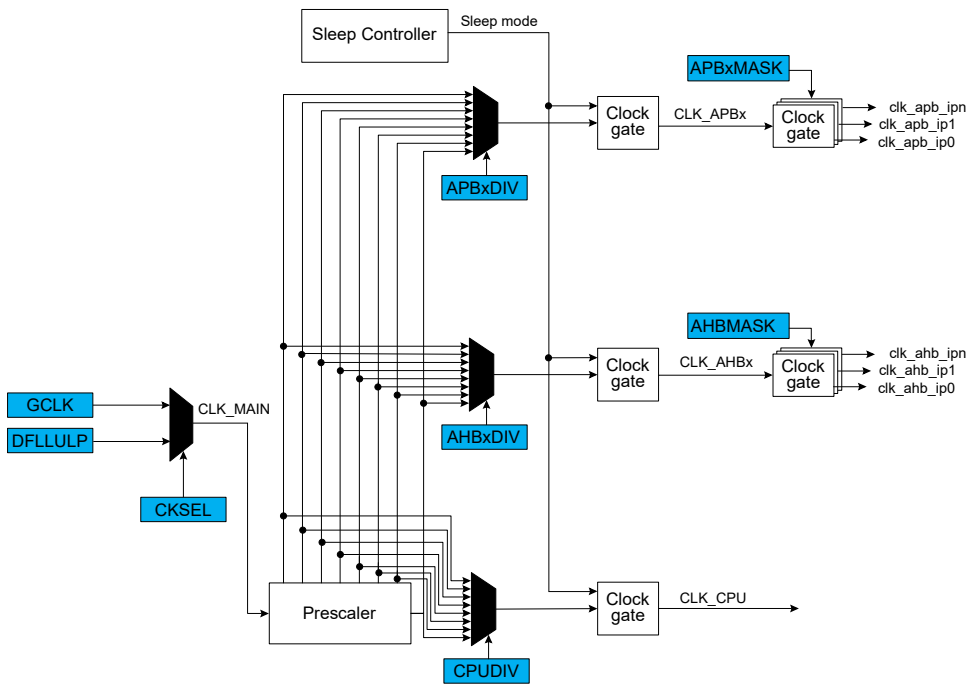 Sleep Controller
Sleep mode
APBxMASK
Clock
gate
CLK_APBx
Clock
gate
clk_apb_ipn
clk_apb_ip1
clk_apb_ip0
APBxDIV
AHBMASK
Clock
gate
CLK_AHBx
Clock
gate
clk_ahb_ipn
clk_ahb_ip1
clk_ahb_ip0
GCLK
CLK_MAIN
DFLLULP
AHBxDIV
CKSEL
Prescaler
Clock
gate
CLK_CPU
CPUDIV